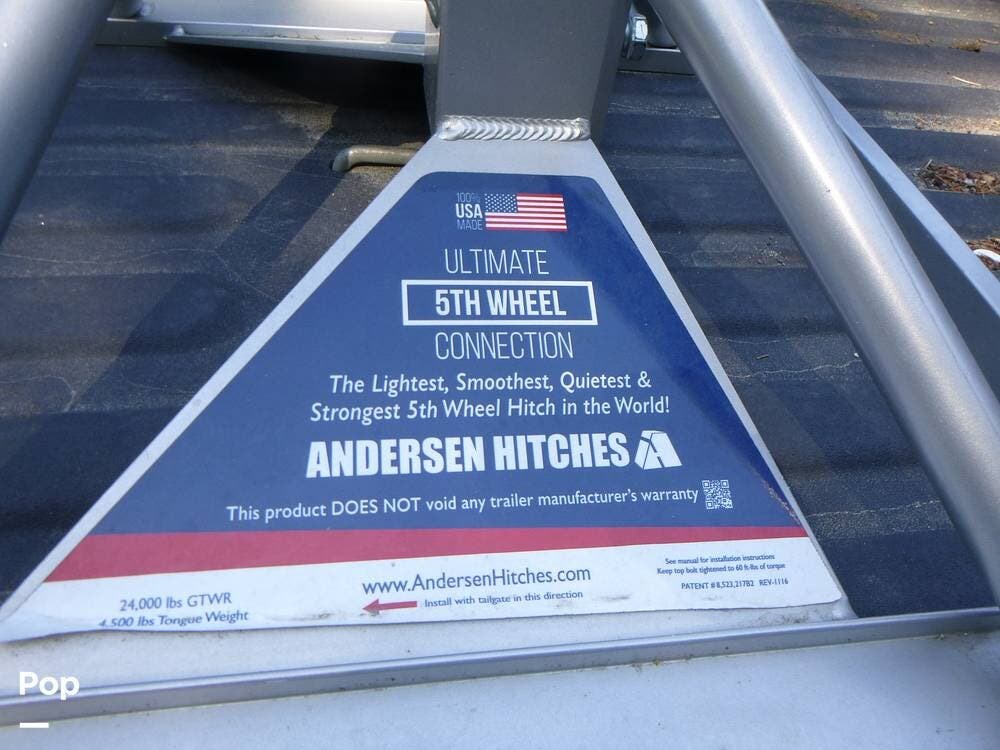 100%
USA
MADE
ULTIMATE
5TH WHEEL
CONNECTION
The Lightest, Smoothest, Quietest &
Strongest 5th Wheel Hitch in the World!
ANDERSEN HITCHES
This product DOES NOT void any trailer manufacturer's warranty
24,000 lbs GTWR
4,500 lbs Tongue Weight
www.AndersenHitches.com
Install with tailgate in this direction
See manual for installation instructions
Keep top bolt tightened to 60 ft-lbs of torque
PATENT # 8,523,217B2 REV-1116
Pop